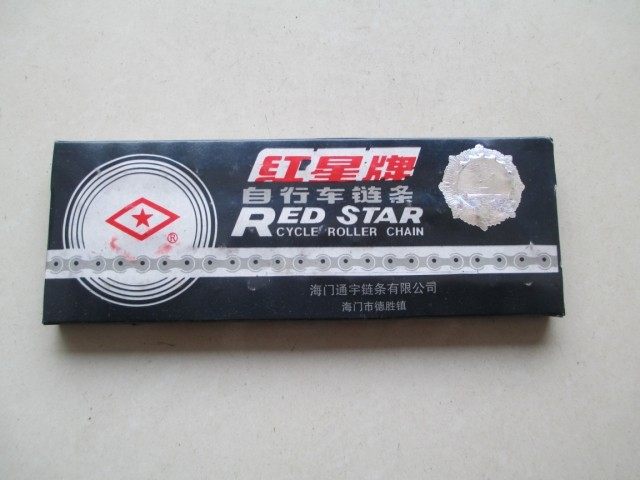 红星牌
自行车链条
RED STAR
CYCLE ROLLER CHAIN
®
海门通宇链条有限公司
海门市德胜镇